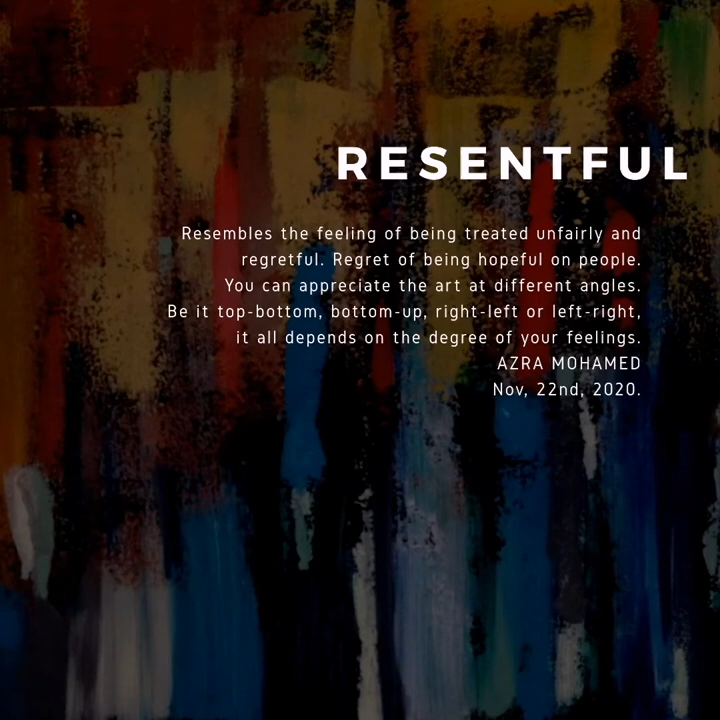 RESENTFUL
Resembles the feeling of being treated unfairly and
regretful. Regret of being hopeful on people.
You can appreciate the art at different angles.
Be it top-bottom, bottom-up, right-left or left-right,
it all depends on the degree of your feelings.
AZRA MOHAMED
Nov, 22nd, 2020.